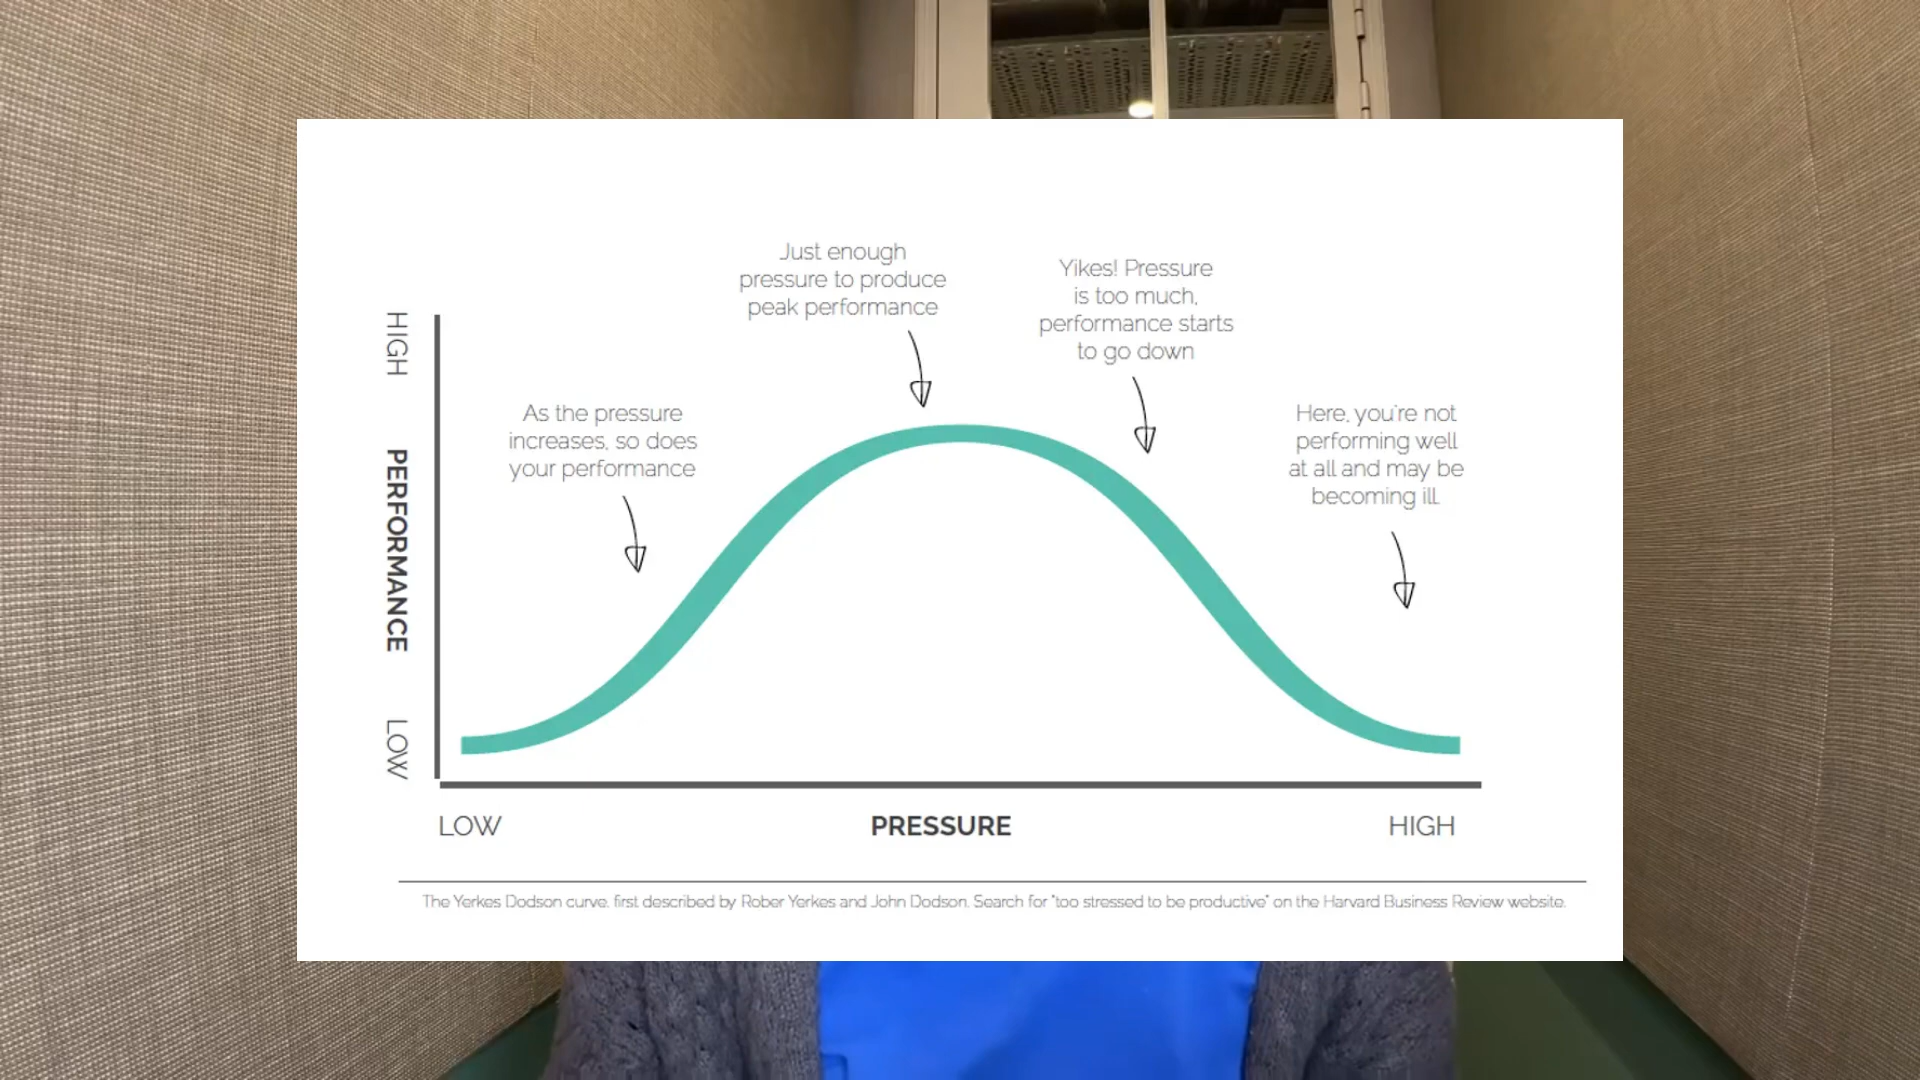 Just enough
pressure to produce
peak performance
Yikes! Pressure
is too much,
performance starts
to go down
As the pressure
increases, so does
your performance
Here, you're not
performing well
at all and may be
becoming ill.
HIGH
PERFORMANCE
LOW
LOW
PRESSURE
HIGH
The Yerkes Dodson curve, first described by Rober Yerkes and John Dodson. Search for "too stressed to be productive" on the Harvard Business Review website.